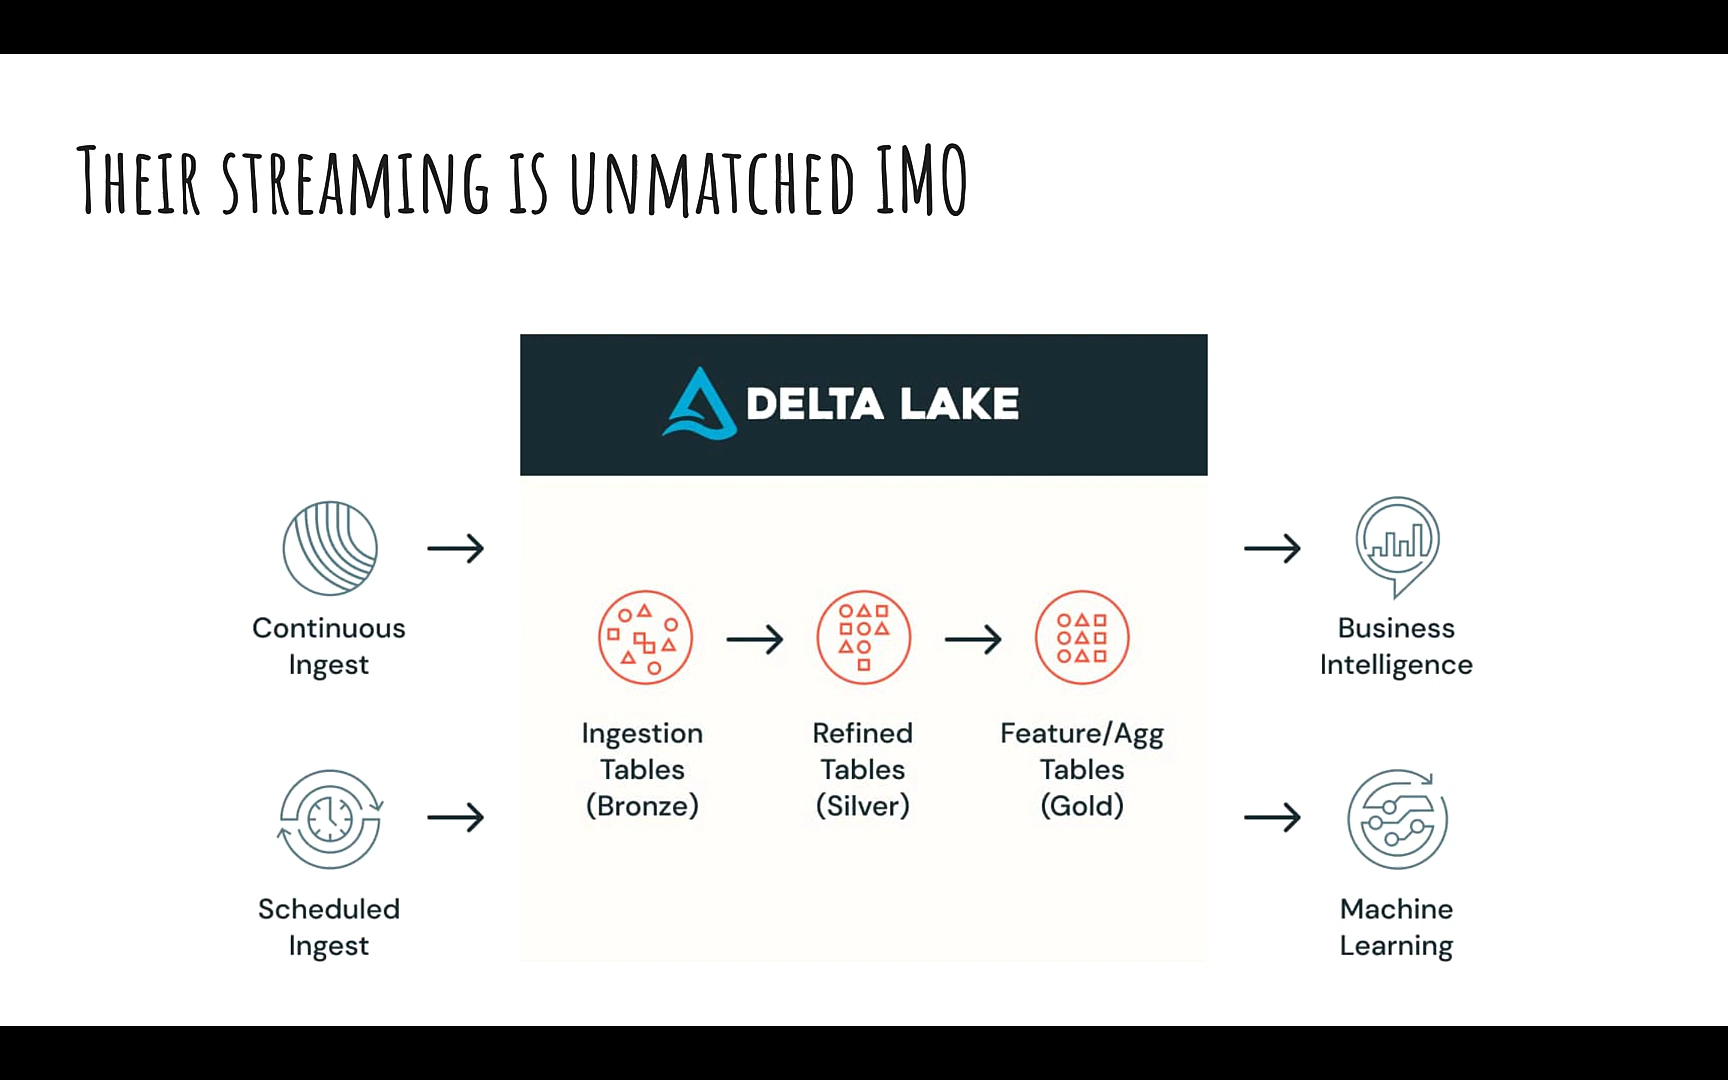 THEIR STREAMING IS UNMATCHED IMO
DELTA LAKE
Continuous
Ingest
Scheduled
Ingest
Ingestion
Tables
(Bronze)
Refined
Tables
(Silver)
Feature/Agg
Tables
(Gold)
Business
Intelligence
Machine
Learning